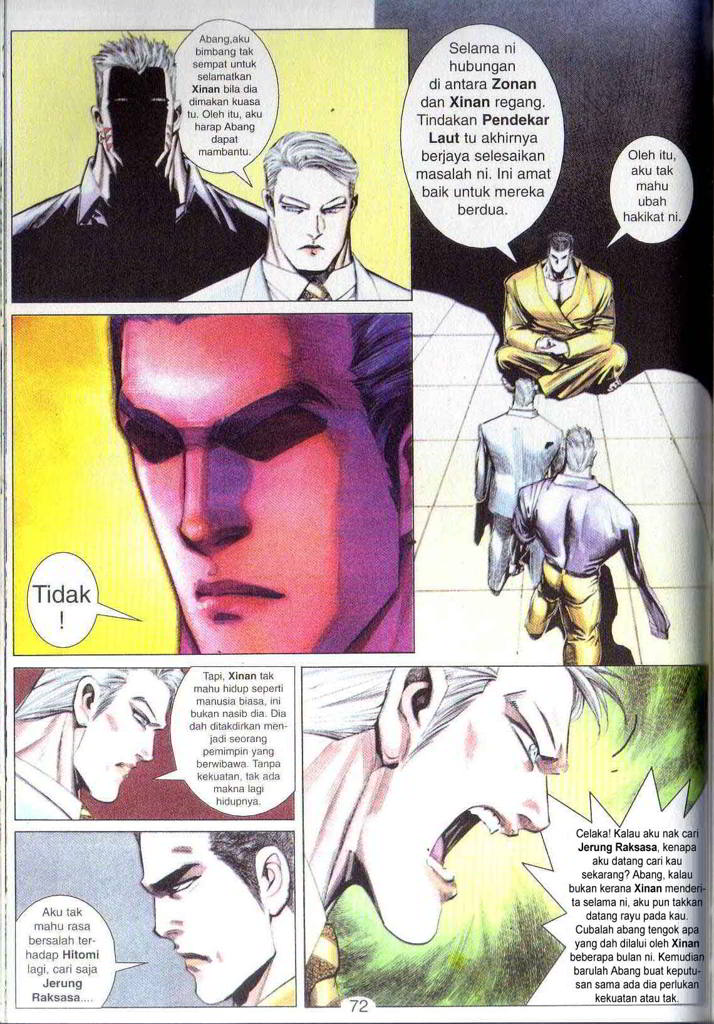 Abang,aku
bimbang tak
sempat untuk
selamatkan
Xinan bila dia
dimakan kuasa
tu. Oleh itu, aku
harap Abang
dapat
mambantu.
Selama ni
hubungan
di antara Zonan
dan Xinan regang.
Tindakan Pendekar
Laut tu akhirnya
berjaya selesaikan
masalah ni. Ini amat
baik untuk mereka
berdua.
Oleh itu,
aku tak
mahu
ubah
hakikat ni.
Tidak
!
Tapi, Xinan tak
mahu hidup seperti
manusia biasa, ini
bukan nasib dia. Dia
dah ditakdirkan men-
jadi seorang
pemimpin yang
berwibawa. Tanpa
kekuatan, tak ada
makna lagi
hidupnya.
Aku tak
mahu rasa
bersalah ter-
hadap Hitomi
lagi, cari saja
Jerung
Raksasa....
Celaka! Kalau aku nak cari
Jerung Raksasa, kenapa
aku datang cari kau
sekarang? Abang, kalau
bukan kerana Xinan menderi-
ta selama ni, aku pun takkan
datang rayu pada kau.
Cubalah abang tengok apa
yang dah dilalui oleh Xinan
beberapa bulan ni. Kemudian
barulah Abang buat keputu-
san sama ada dia perlukan
kekuatan atau tak.
72